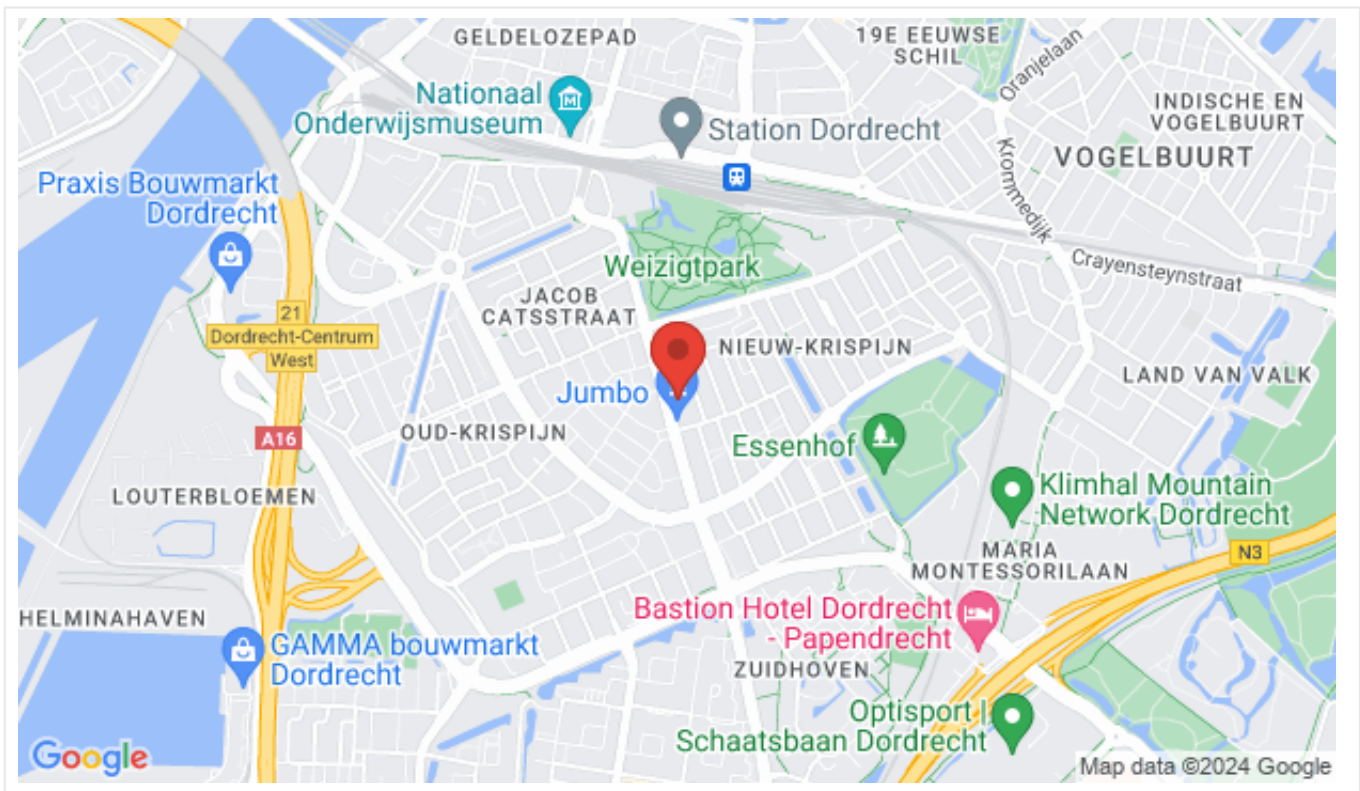 GELDELOZEPAD
19E EEUWSE
SCHIL
Oranjelaan
Nationaal
Onderwijsmuseum
Station Dordrecht
INDISCHE EN
VOGELBUURT
VOGELBUURT
Krommedijk
Praxis Bouwmarkt
Dordrecht
Crayensteynstraat
Weizigtpark
JACOB
CATSSTRAAT
21
Dordrecht-Centrum
West
NIEUW-KRISPIJN
LAND VAN VALK
Jumbo
A16
OUD-KRISPIJN
Essenhof
LOUTERBLOEMEN
Klimhal Mountain
Network Dordrecht
N3
MARIA
MONTESSORILAAN
HELMINAHAVEN
Bastion Hotel Dordrecht
- Papendrecht
GAMMA bouwmarkt
Dordrecht
ZUIDHOVEN
Optisport |
Schaatsbaan Dordrecht
Google
Map data ©2024 Google